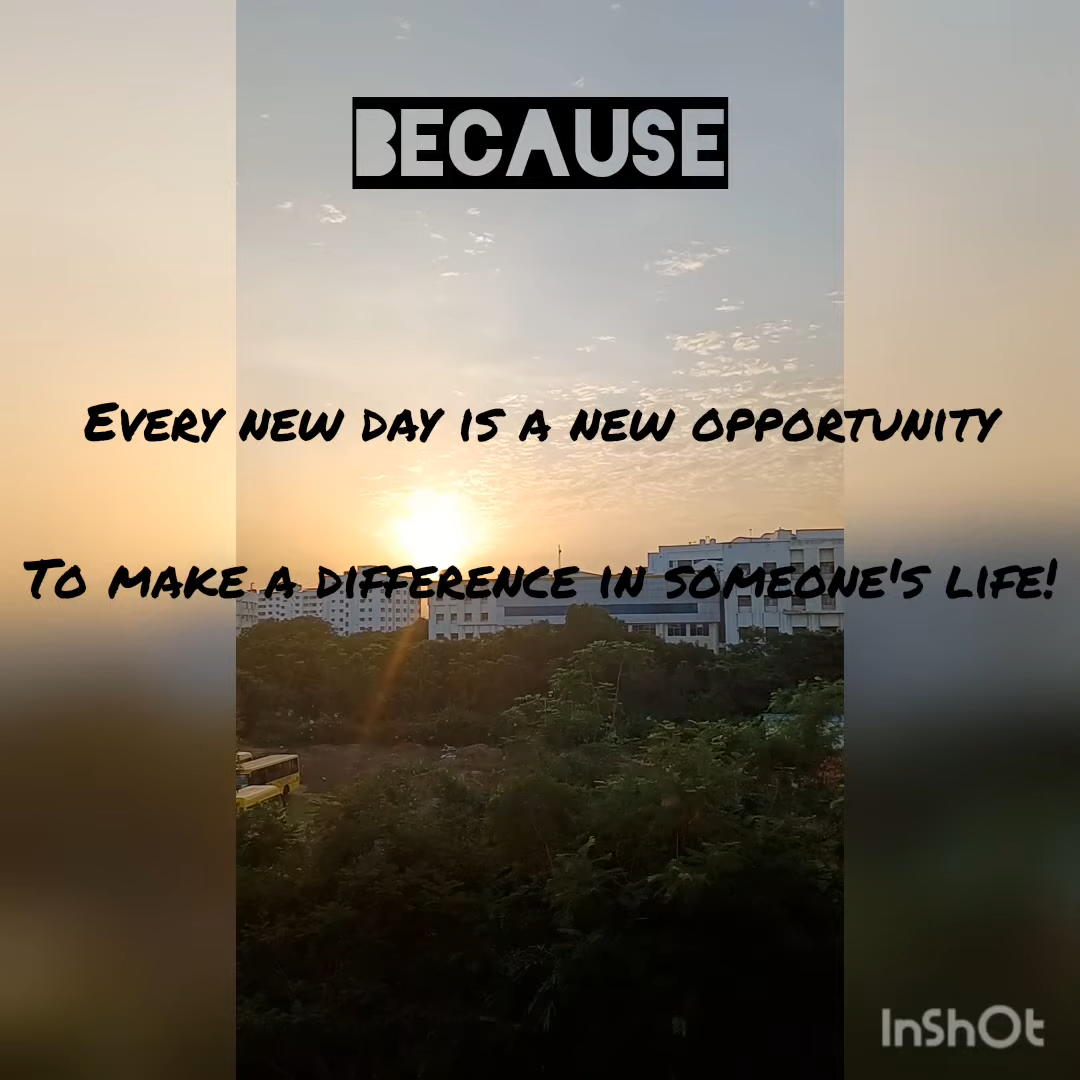 BECAUSE
EVERY NEW DAY IS A NEW OPPORTUNITY
TO MAKE A DIFFERENCE IN SOMEONE'S LIFE!
InShOt